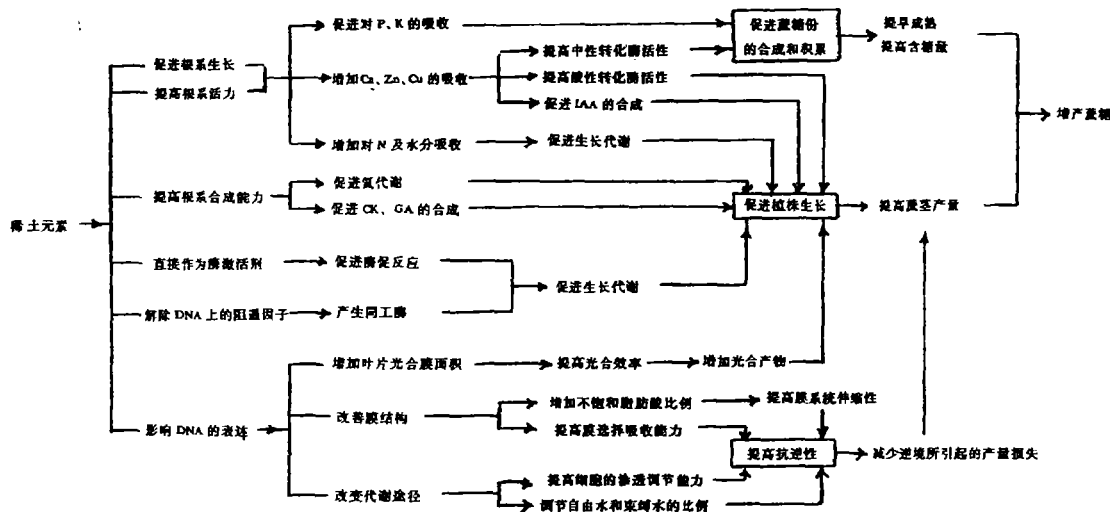 促进对 P、K 的吸收
促进蔗糖份
的合成和积累
提早成熟
提高含糖量
提高中性转化酶活性
促进根系生长
提高根系活力
增加 Ca、Zn、Cu 的吸收
提高酸性转化酶活性
促进 IAA 的合成
增产蔗糖
增加对 N 及水分吸收
促进生长代谢
促进氮代谢
提高根系合成能力
促进 CK、GA 的合成
促进植株生长
提高蔗茎产量
稀土元素
直接作为酶激活剂
促进酶促反应
促进生长代谢
解除 DNA 上的阻遏因子
产生同工酶
增加叶片光合膜面积
提高光合效率
增加光合产物
增加不饱和脂肪酸比例
提高膜系统伸缩性
改善膜结构
影响 DNA 的表达
提高膜选择吸收能力
提高抗逆性
减少逆境所引起的产量损失
提高细胞的渗透调节能力
改变代谢途径
调节自由水和束缚水的比例